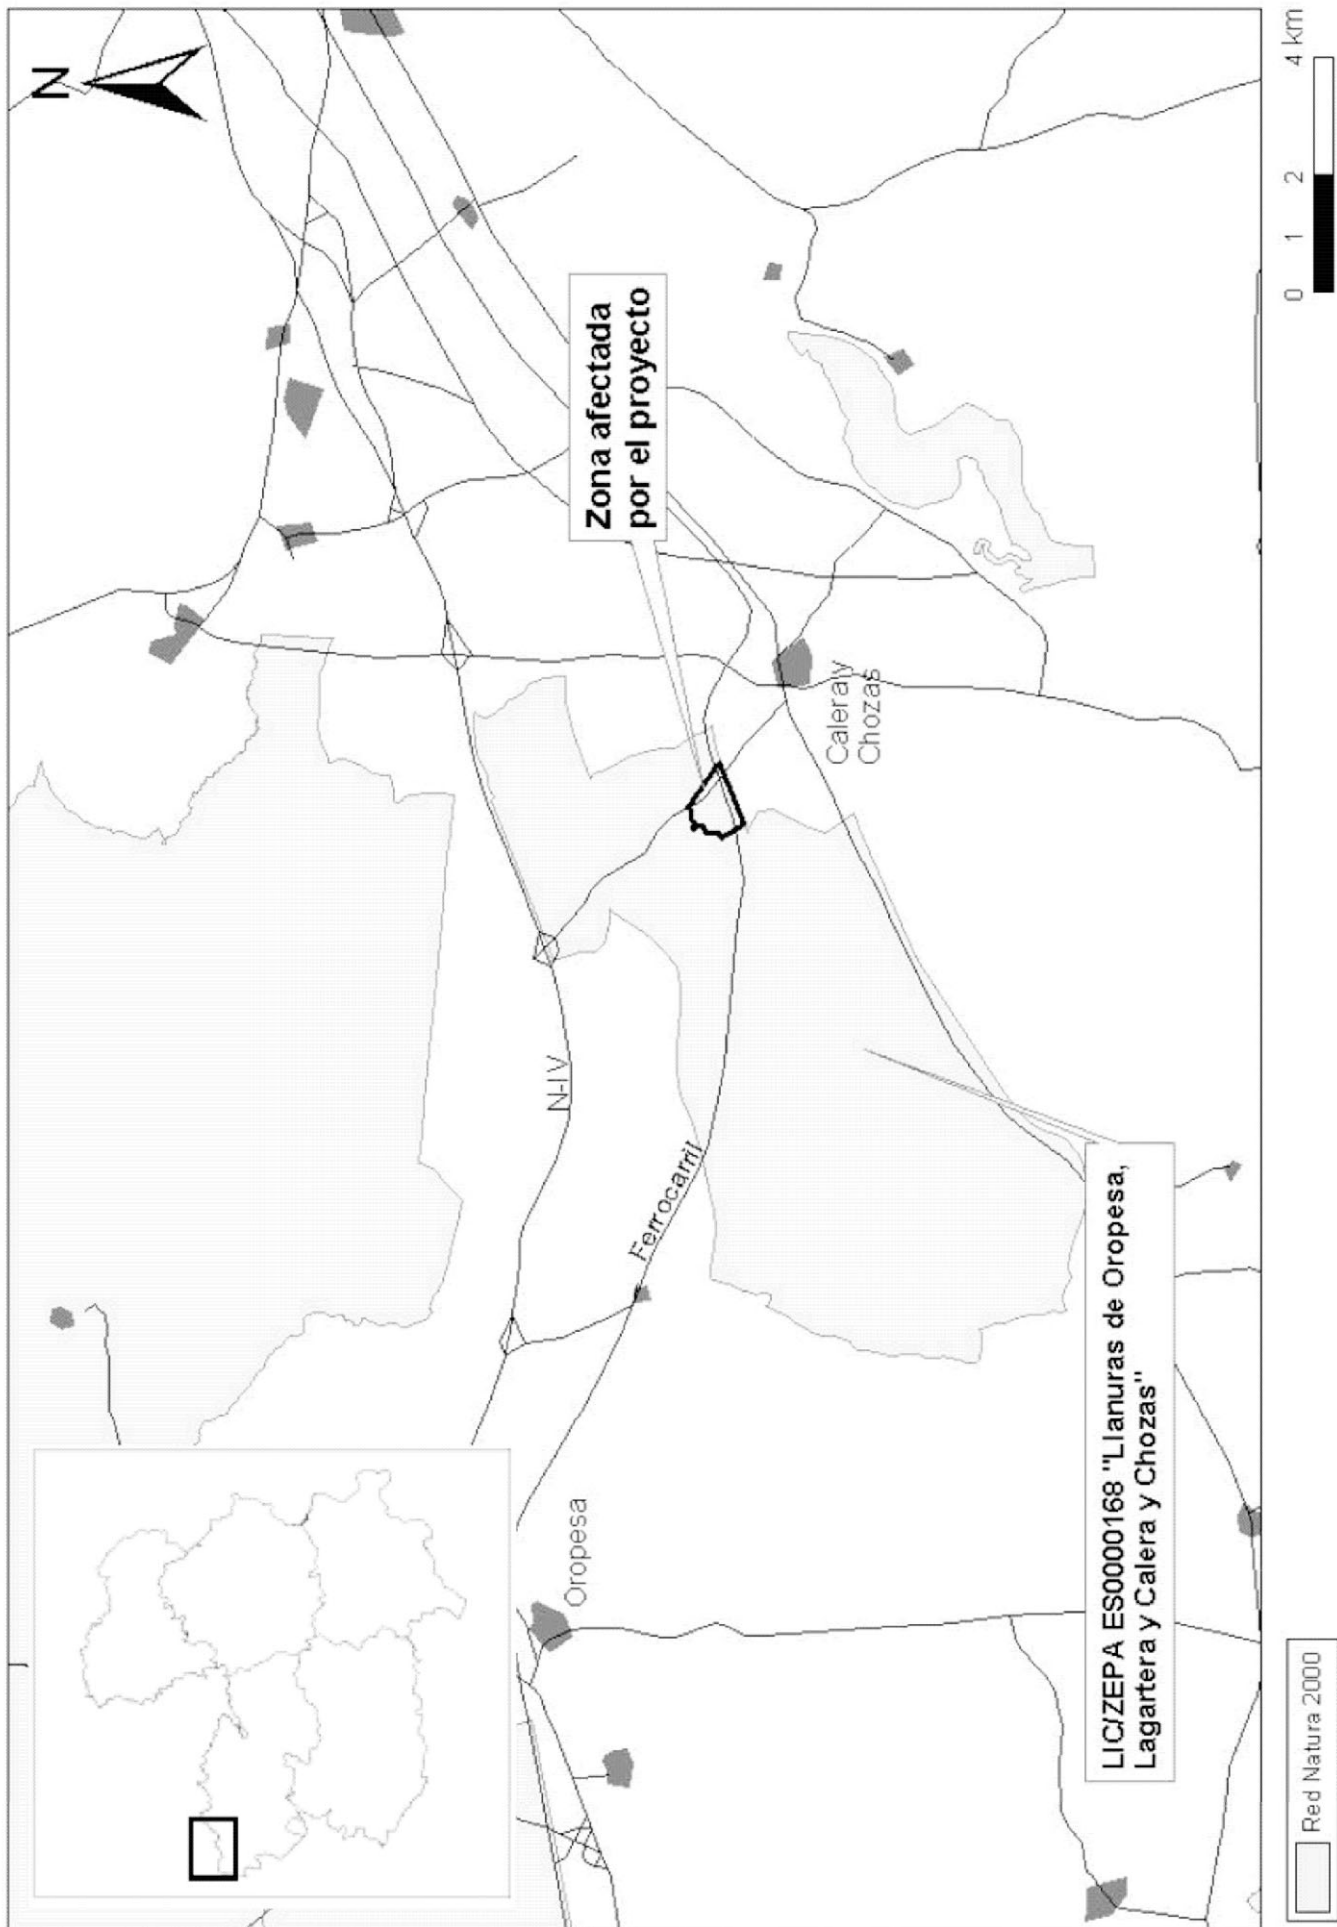 N
Zona afectada
por el proyecto
N-IV
Ferrocarril
Calera y
Chozas
Oropesa
LIC/ZEPA ES0000168 "Llanuras de Oropesa,
Lagartera y Calera y Chozas"
Red Natura 2000
0 1 2 4 km